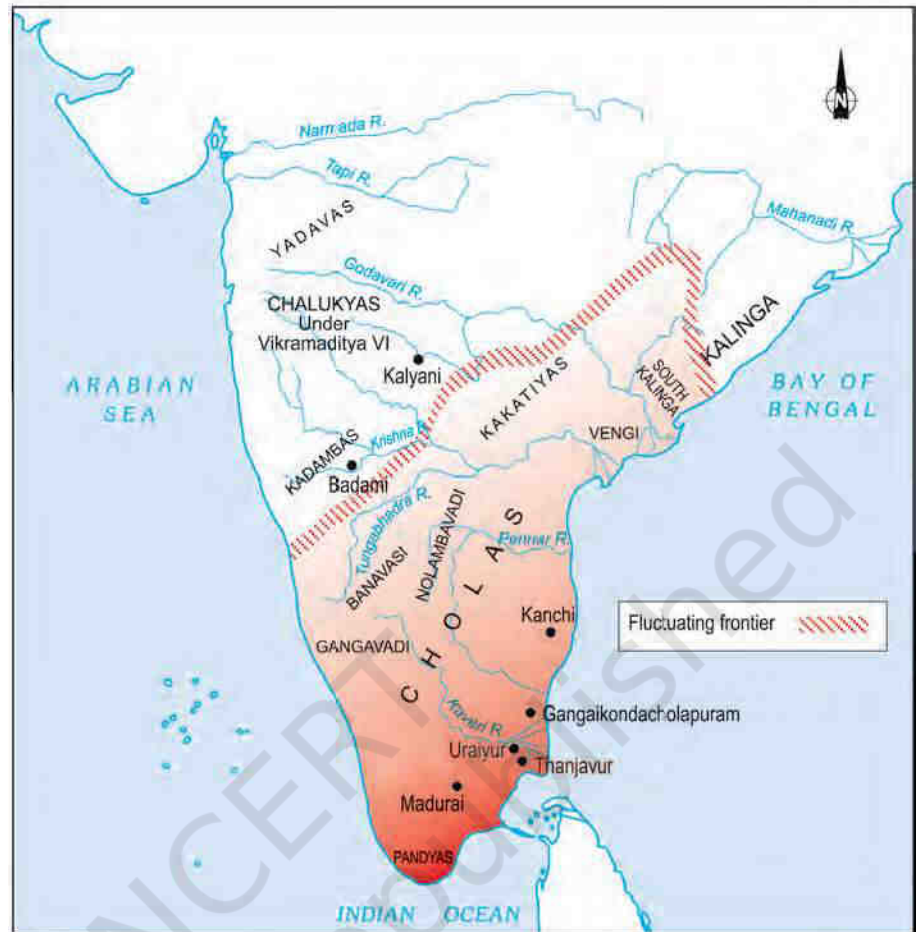 N
Narmada R.
Tapi R.
Mahanadi R.
YADAVAS
Godavari R.
CHALUKYAS
Under
Vikramaditya VI
Kalyani
KALINGA
ARABIAN
SEA
BAY OF
BENGAL
KAKATIYAS
SOUTH
KALINGA
VENGI
KADAMBAS
Krishna R.
Badami
Tungabhadra R.
NOLAMBAVADI
BANAVASI
Pennar R.
CHOLAS
Kanchi
Fluctuating frontier
GANGAVADI
Gangaikondacholapuram
Kaveri R.
Uraiyur
Thanjavur
Madurai
PANDYAS
INDIAN OCEAN
NCERT
republished